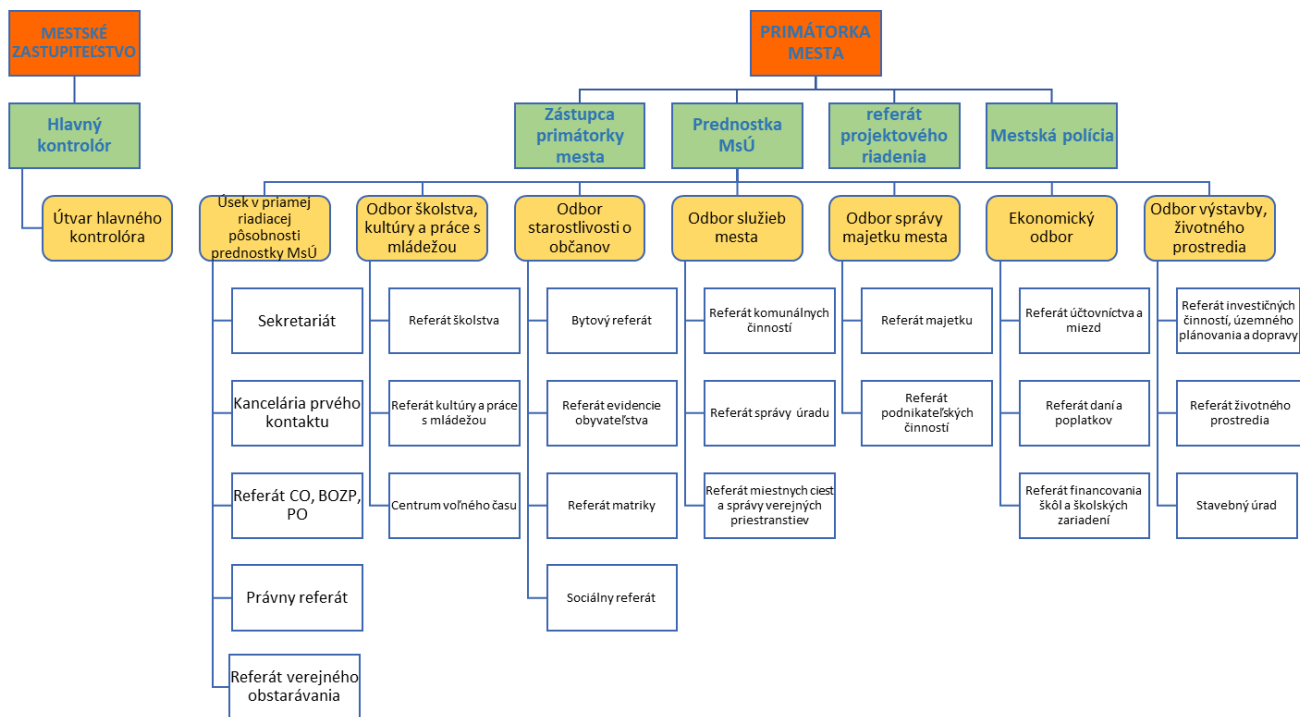 MESTSKÉ
ZASTUPITEĽSTVO
PRIMÁTORKA
MESTA
Hlavný
kontrolór
Zástupca
primátorky
mesta
Prednostka
MsÚ
referát
projektového
riadenia
Mestská polícia
Útvar hlavného
kontrolóra
Úsek v priamej
riadiacej
pôsobnosti
prednostky MsÚ
Odbor školstva,
kultúry a práce s
mládežou
Odbor
starostlivosti o
občanov
Odbor služieb
mesta
Odbor správy
majetku mesta
Ekonomický
odbor
Odbor výstavby,
životného
prostredia
Sekretariát
Kancelária prvého
kontaktu
Referát CO, BOZP,
PO
Právny referát
Referát verejného
obstarávania
Referát školstva
Referát kultúry a práce
s mládežou
Centrum voľného času
Bytový referát
Referát evidencie
obyvateľstva
Referát matriky
Sociálny referát
Referát komunálnych
činností
Referát správy úradu
Referát miestnych ciest
a správy verejných
priestranstiev
Referát majetku
Referát
podnikateľských
činností
Referát účtovníctva a
miezd
Referát daní a
poplatkov
Referát financovania
škôl a školských
zariadení
Referát investičných
činností, územného
plánovania a dopravy
Referát životného
prostredia
Stavebný úrad